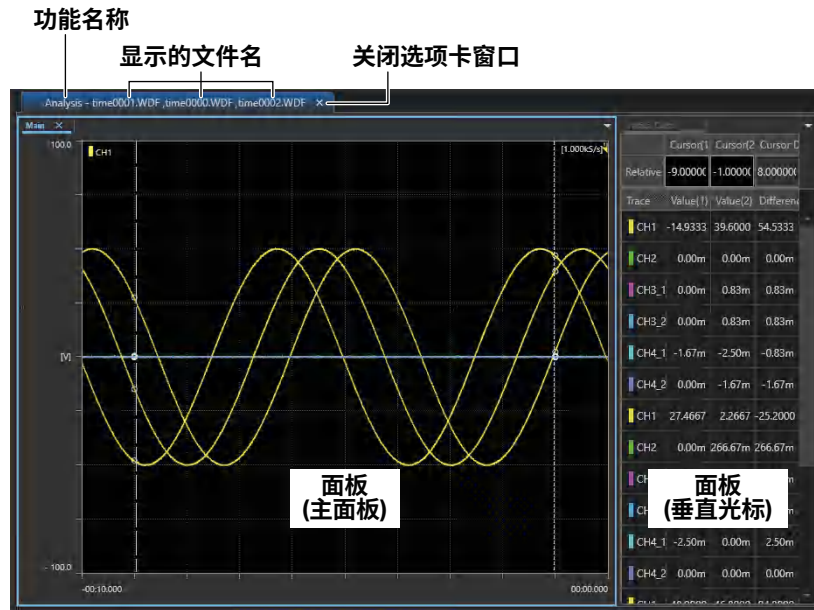 功能名称
显示的文件名
关闭选项卡窗口
Analysis - time0001.WDF ,time0000.WDF ,time0002.WDF ×
Main ×
100.0
CH1
[1.000kS/s]
[V]
-100.0
-00:10.000
00:00.000
面板
(主面板)
Cursor(1 Cursor(2 Cursor D
Relative -9.0000( -1.0000( 8.00000(
Trace Value(1) Value(2) Differen
CH1 -14.9333 39.6000 54.5333
CH2 0.00m 0.00m 0.00m
CH3_1 0.00m 0.83m 0.83m
CH3_2 0.00m 0.83m 0.83m
CH4_1 -1.67m -2.50m -0.83m
CH4_2 0.00m -1.67m -1.67m
CH1 27.4667 2.2667 -25.2000
CH2 0.00m 266.67m 266.67m
面板
(垂直光标)
CH4_1 -2.50m 0.00m 2.50m
CH4_2 0.00m 0.00m 0.00m